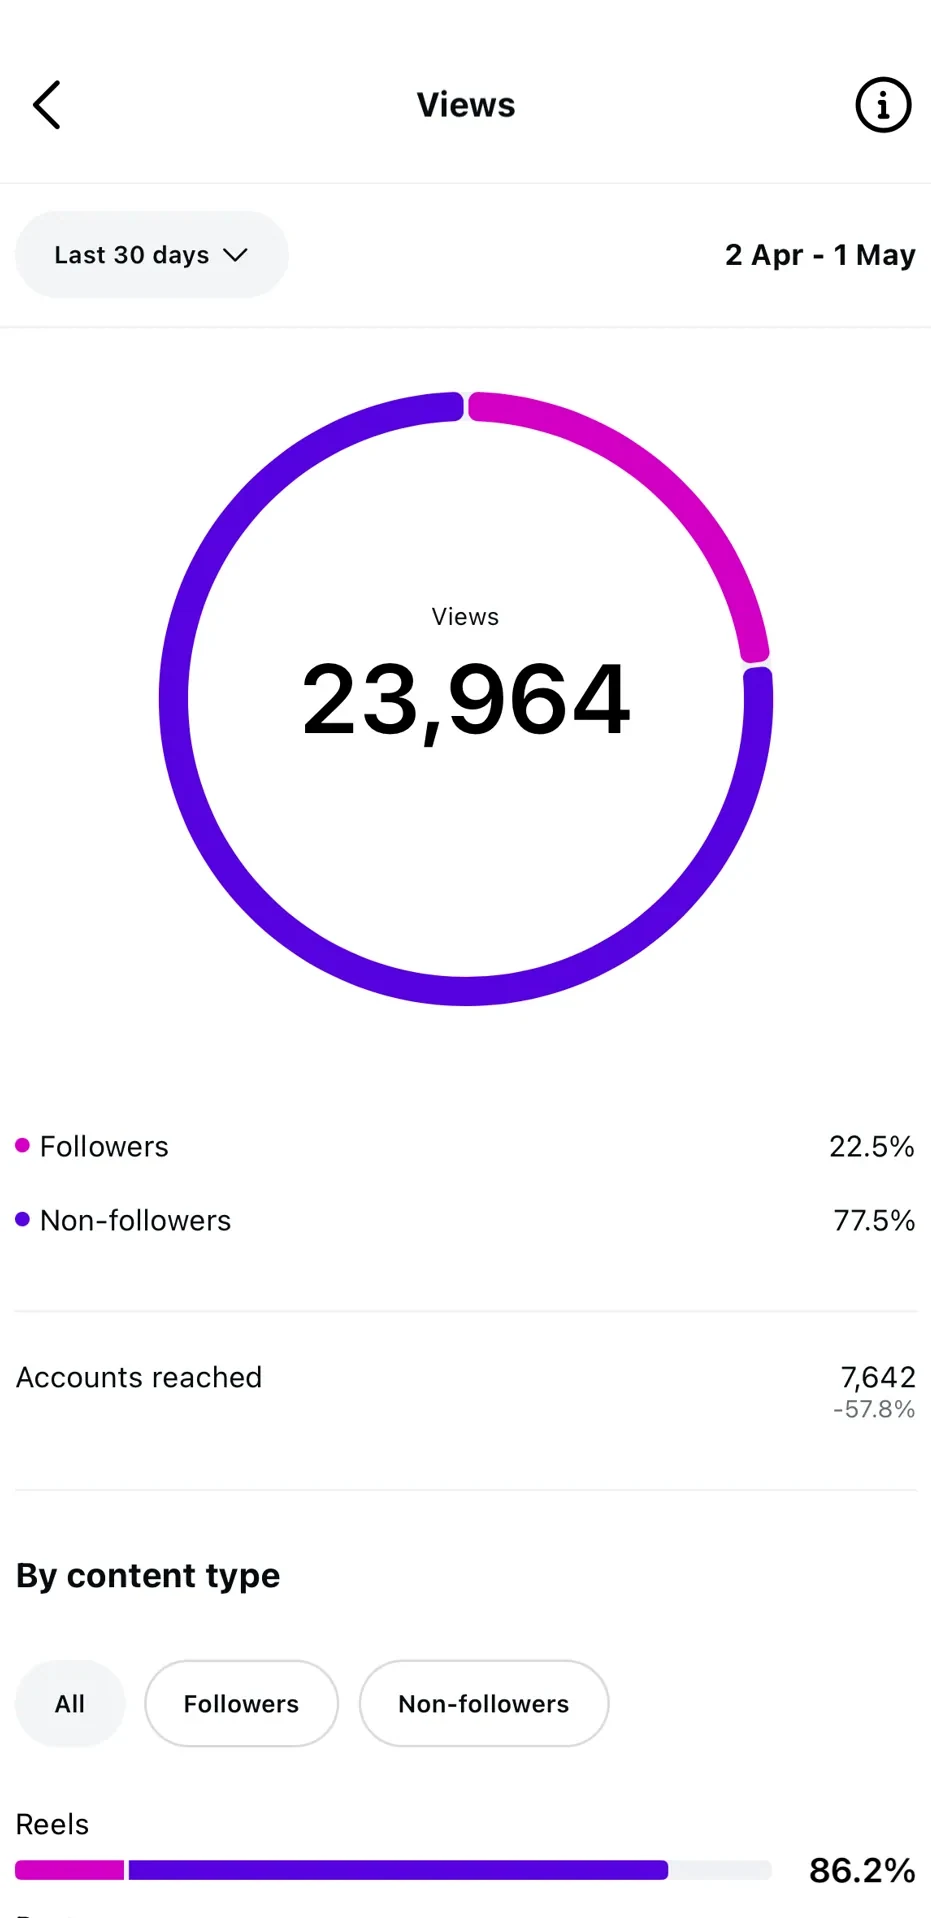 Views
Last 30 days
2 Apr - 1 May
Views
23,964
Followers 22.5%
Non-followers 77.5%
Accounts reached 7,642
-57.8%
By content type
All Followers Non-followers
Reels
86.2%